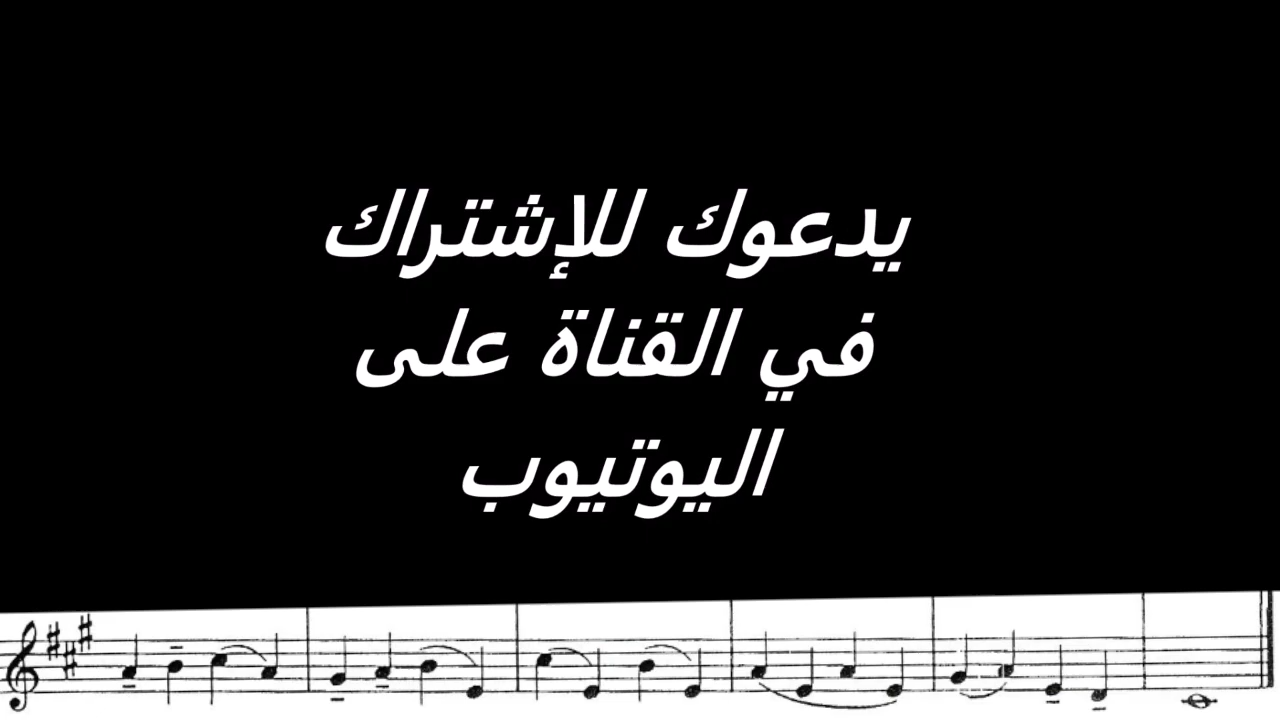 يدعوك للإشتراك
في القناة على
اليوتيوب